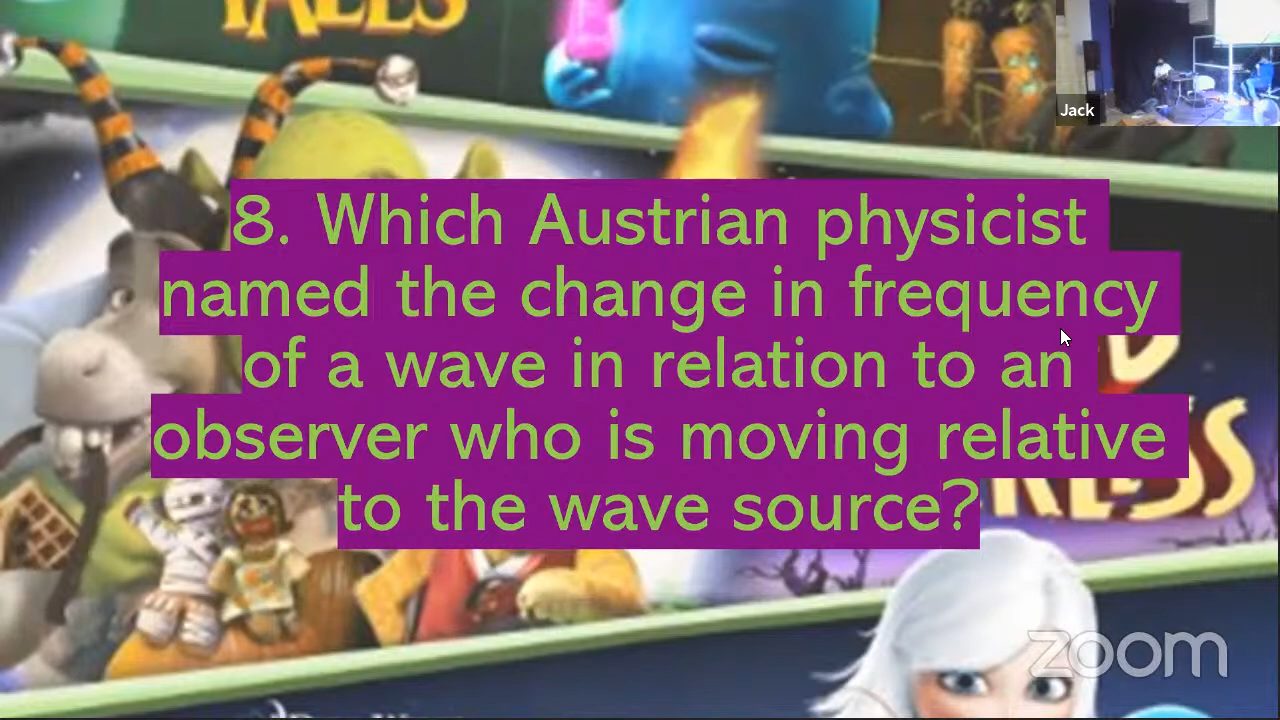 TALES
Jack
8. Which Austrian physicist
named the change in frequency
of a wave in relation to an
observer who is moving relative
to the wave source?
zoom